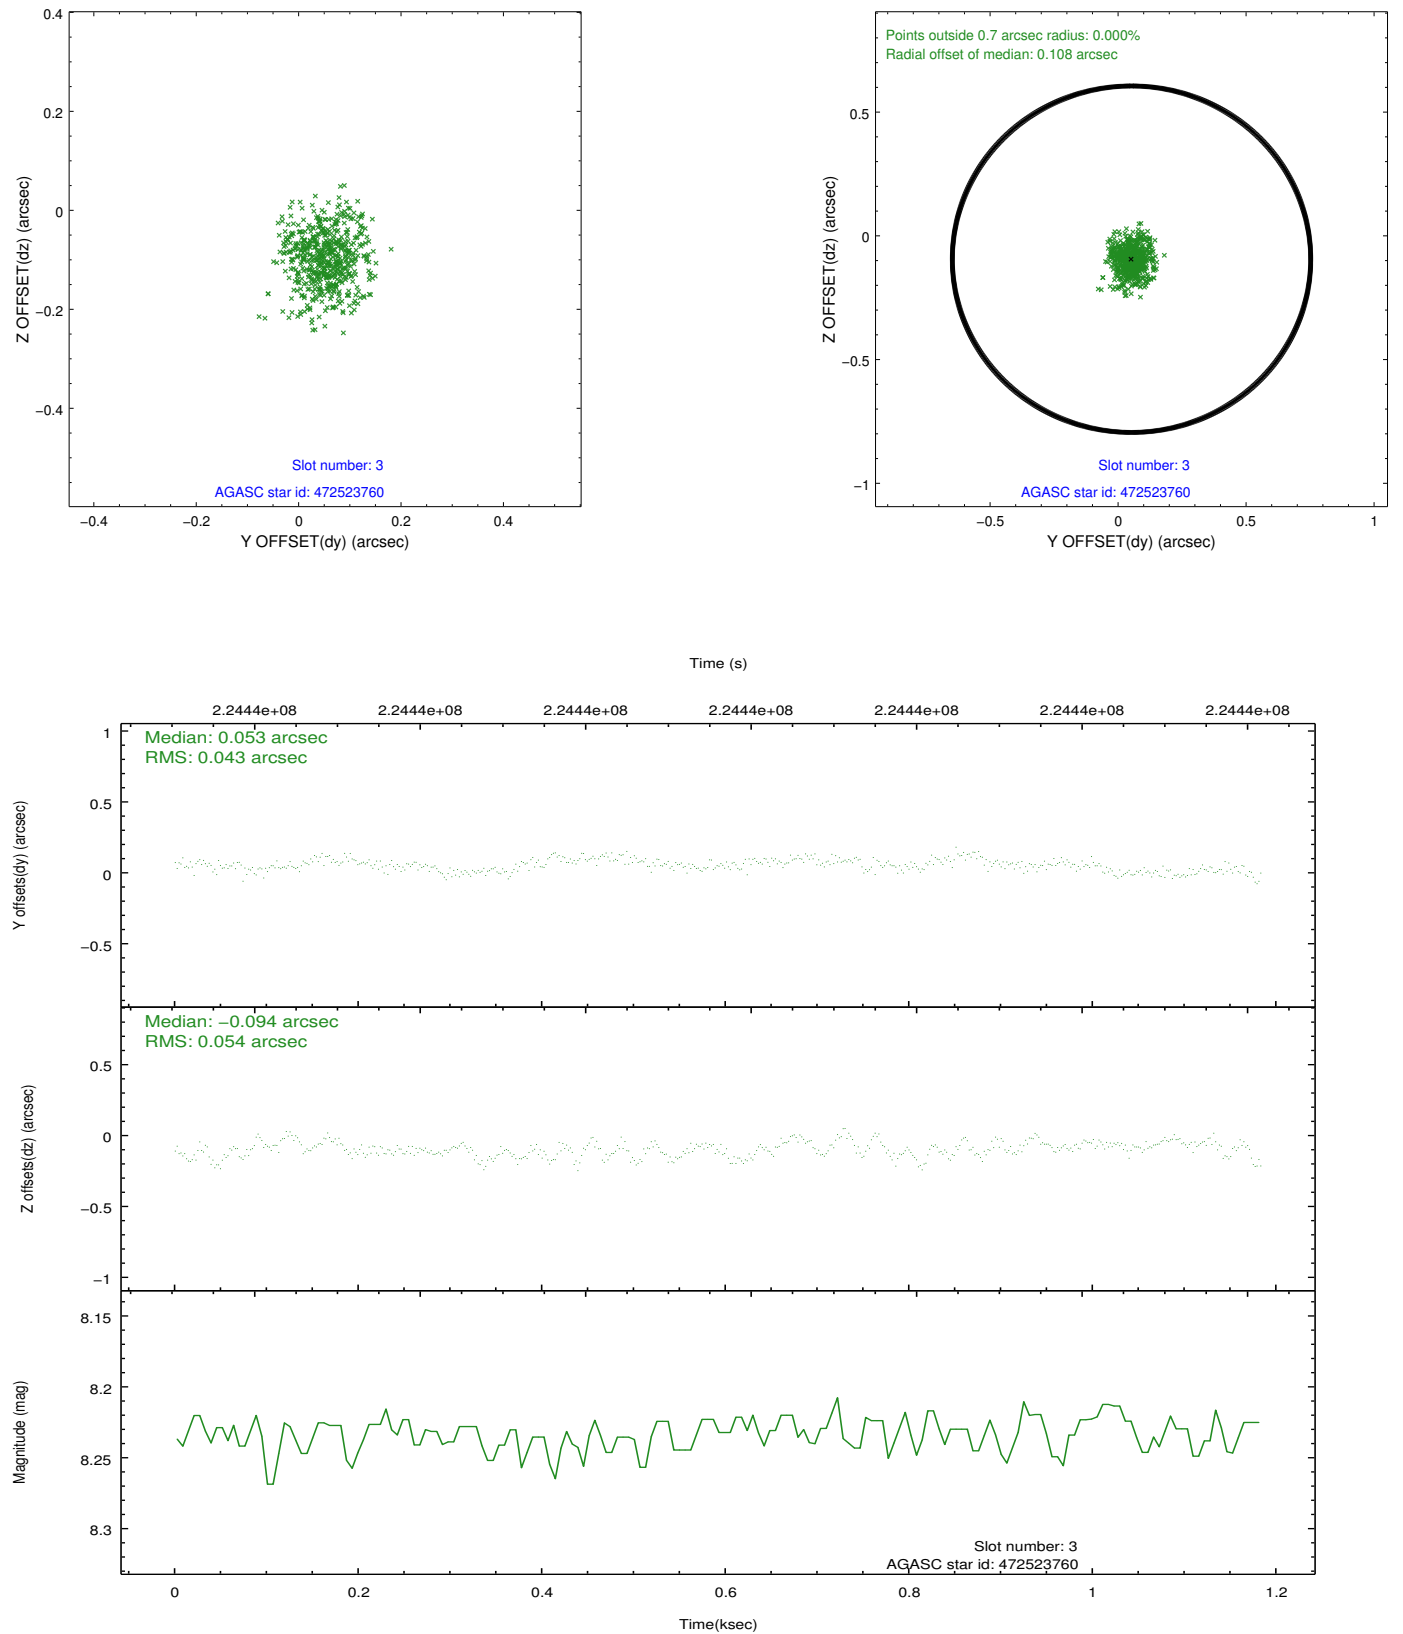 0.4
0.2
0
−0.2
−0.4
Z OFFSET(dz) (arcsec)
Slot number: 3
AGASC star id: 472523760
−0.4
−0.2
0
0.2
0.4
Y OFFSET(dy) (arcsec)
Points outside 0.7 arcsec radius: 0.000%
Radial offset of median: 0.108 arcsec
0.5
0
−0.5
−1
Z OFFSET(dz) (arcsec)
Slot number: 3
AGASC star id: 472523760
−0.5
0
0.5
1
Y OFFSET(dy) (arcsec)
Time (s)
2.2444e+08
2.2444e+08
2.2444e+08
2.2444e+08
2.2444e+08
2.2444e+08
2.2444e+08
Median: 0.053 arcsec
RMS: 0.043 arcsec
1
0.5
0
−0.5
Y offsets(dy) (arcsec)
Median: −0.094 arcsec
RMS: 0.054 arcsec
0.5
0
−0.5
−1
Z offsets(dz) (arcsec)
8.15
8.2
8.25
8.3
Magnitude (mag)
Slot number: 3
AGASC star id: 472523760
0
0.2
0.4
0.6
0.8
1
1.2
Time(ksec)